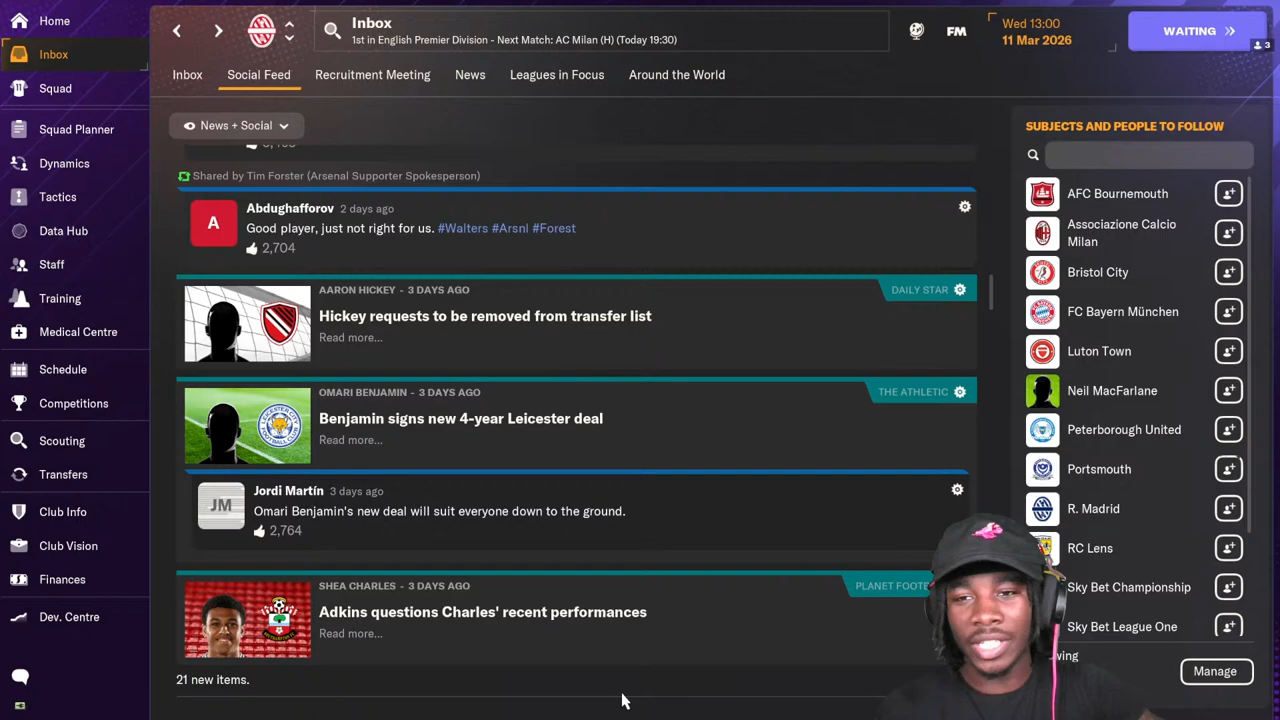 Home
Inbox
Squad
Squad Planner
Dynamics
Tactics
Data Hub
Staff
Training
Medical Centre
Schedule
Competitions
Scouting
Transfers
Club Info
Club Vision
Finances
Dev. Centre
Inbox
1st in English Premier Division - Next Match: AC Milan (H) (Today 19:30)
FM
Wed 13:00
11 Mar 2026
WAITING
3
Inbox
Social Feed
Recruitment Meeting
News
Leagues in Focus
Around the World
News + Social
Shared by Tim Forster (Arsenal Supporter Spokesperson)
A
Abdughafforov 2 days ago
Good player, just not right for us. #Walters #Arsnl #Forest
2,704
AARON HICKEY - 3 DAYS AGO
DAILY STAR
Hickey requests to be removed from transfer list
Read more...
OMARI BENJAMIN - 3 DAYS AGO
THE ATHLETIC
Benjamin signs new 4-year Leicester deal
Read more...
JM
Jordi Martín 3 days ago
Omari Benjamin's new deal will suit everyone down to the ground.
2,764
SHEA CHARLES - 3 DAYS AGO
PLANET FOOT
Adkins questions Charles' recent performances
Read more...
21 new items.
SUBJECTS AND PEOPLE TO FOLLOW
AFC Bournemouth
Associazione Calcio
Milan
Bristol City
FC Bayern München
Luton Town
Neil MacFarlane
Peterborough United
Portsmouth
R. Madrid
RC Lens
Sky Bet Championship
Sky Bet League One
wing
Manage